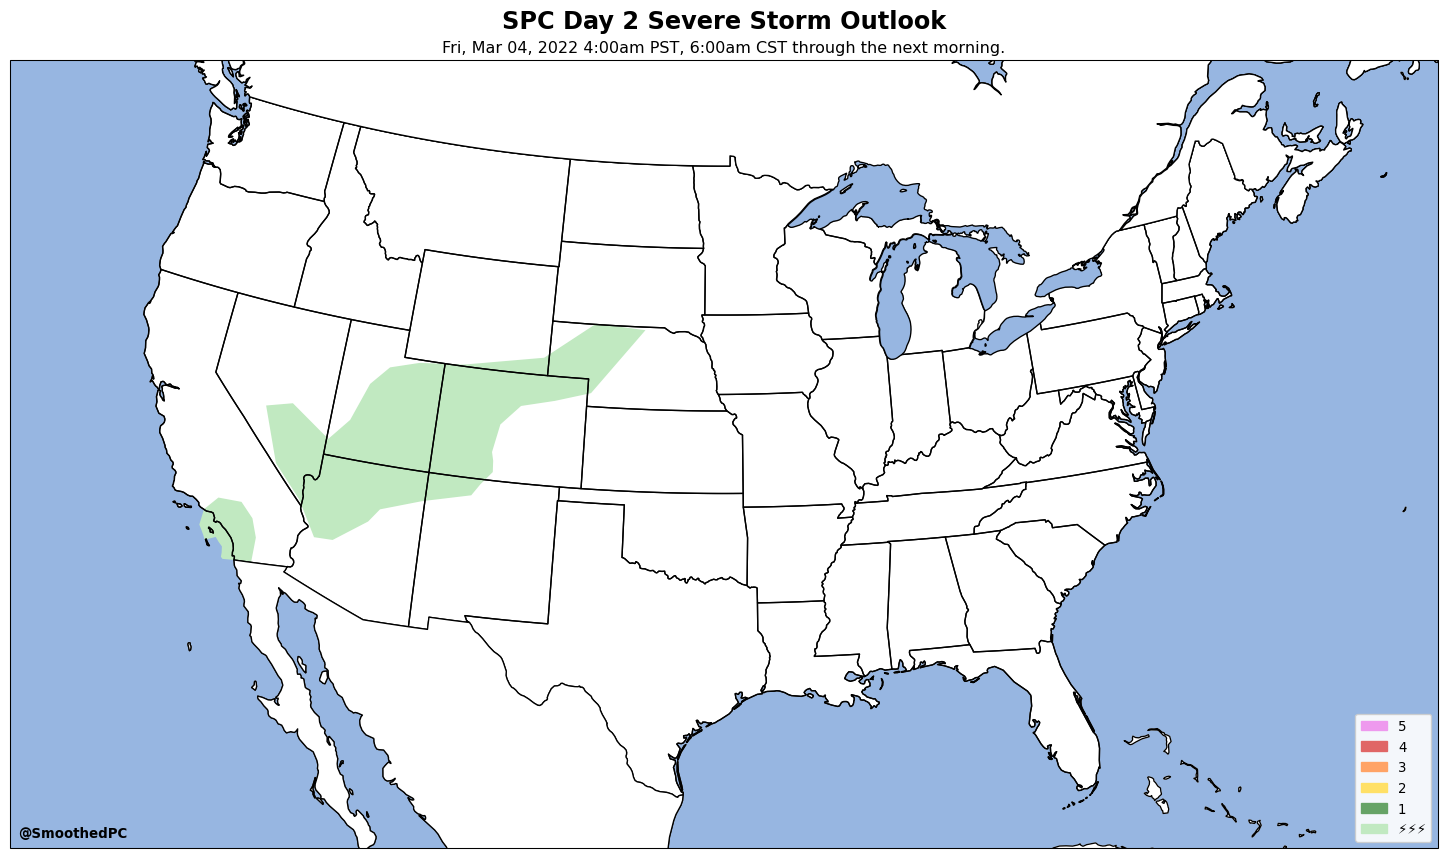 SPC Day 2 Severe Storm Outlook
Fri, Mar 04, 2022 4:00am PST, 6:00am CST through the next morning.
5
4
3
2
1
⚡⚡⚡
@SmoothedPC